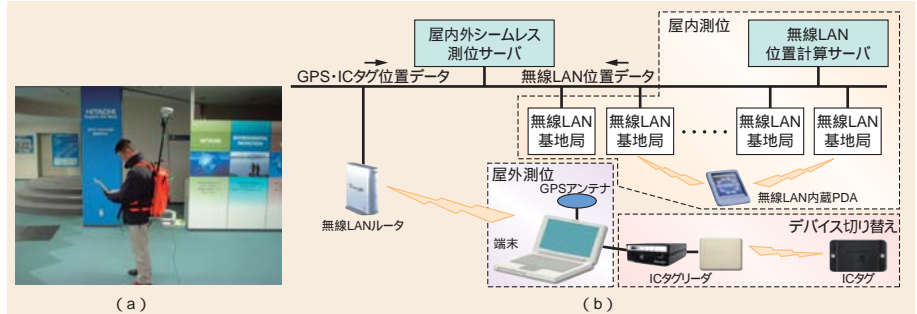 HITACHI
ENVIRONMENTAL
PROTECTION
(a)
屋内外シームレス
測位サーバ
屋内測位
無線LAN
位置計算サーバ
GPS・ICタグ位置データ
無線LAN位置データ
無線LAN
基地局
無線LAN
基地局
・・・・・
無線LAN
基地局
無線LAN
基地局
無線LANルータ
屋外測位
GPSアンテナ
端末
無線LAN内蔵PDA
デバイス切り替え
ICタグリーダ
ICタグ
(b)